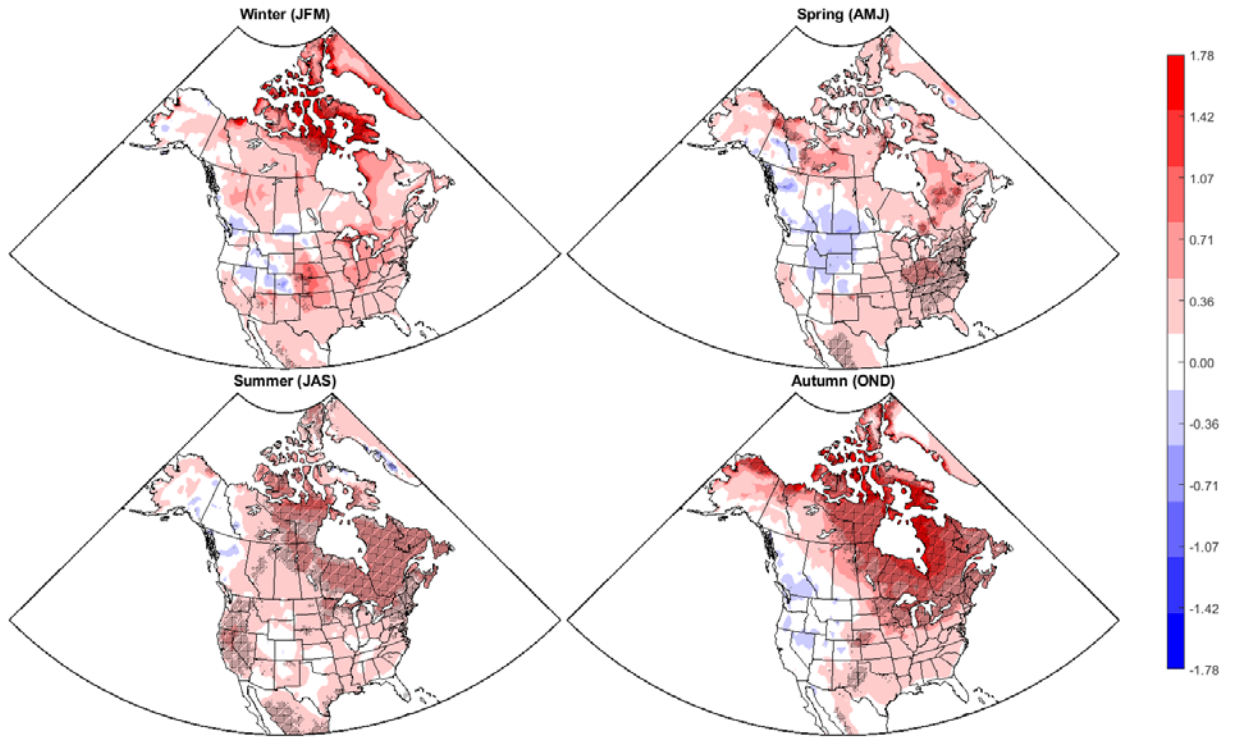 Winter (JFM)
Spring (AMJ)
1.78
1.42
1.07
0.71
0.36
0.00
-0.36
-0.71
-1.07
-1.42
-1.78
Summer (JAS)
Autumn (OND)